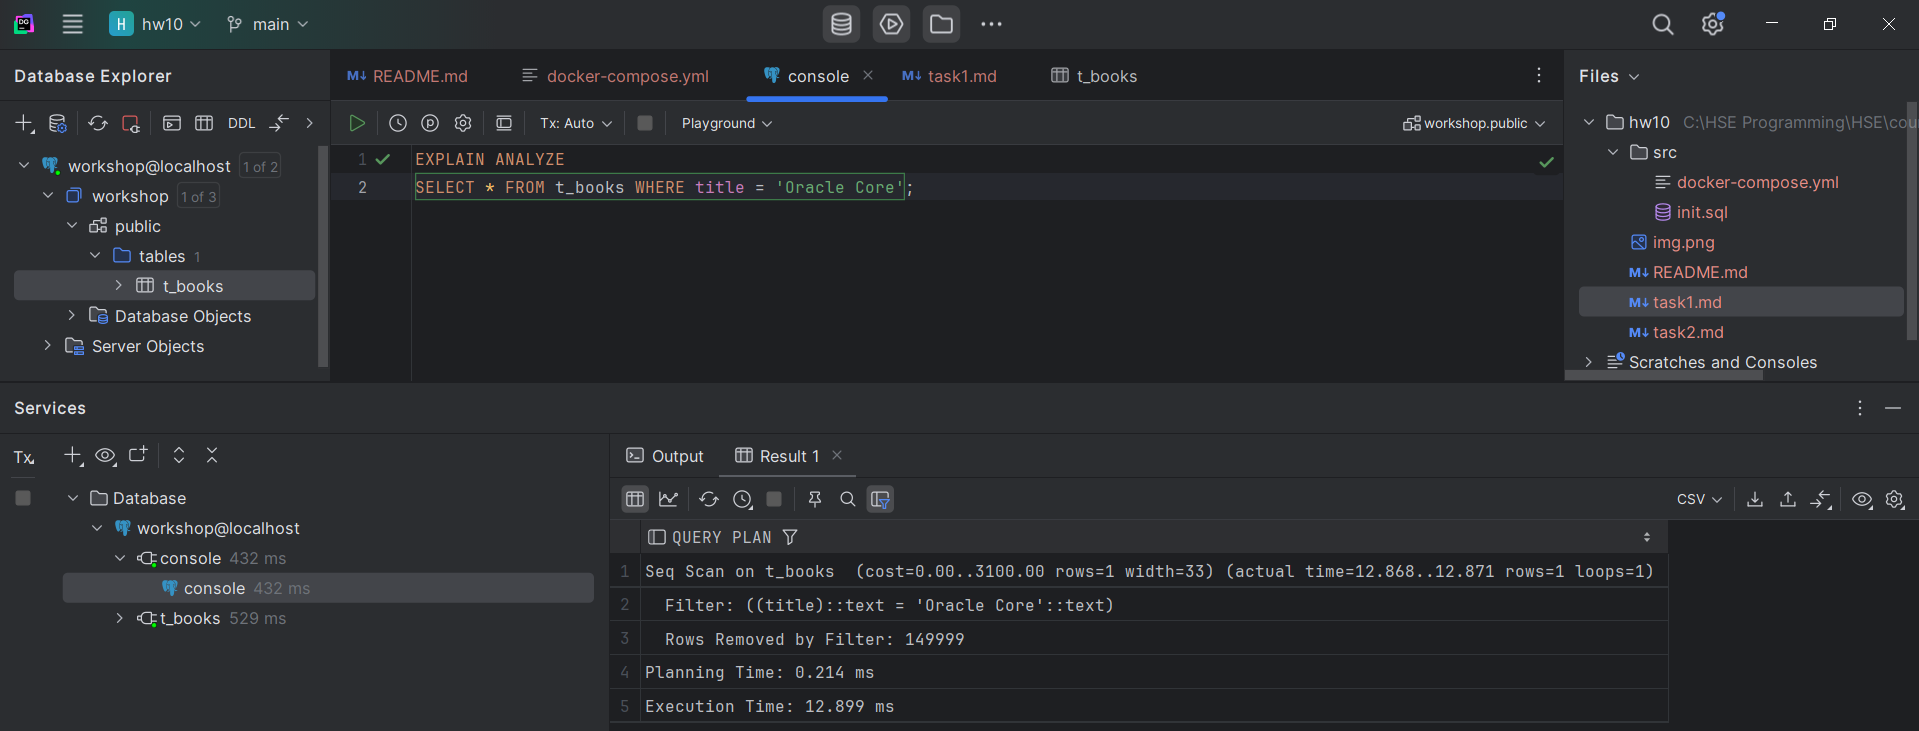 DG
H hw10
main
Database Explorer
README.md
docker-compose.yml
console
task1.md
t_books
Files
DDL
Tx: Auto
Playground
workshop.public
workshop@localhost 1 of 2
workshop 1 of 3
public
tables 1
t_books
Database Objects
Server Objects
1 EXPLAIN ANALYZE
2 SELECT * FROM t_books WHERE title = 'Oracle Core';
hw10 C:\HSE Programming\HSE\cou
src
docker-compose.yml
init.sql
img.png
M↓ README.md
M↓ task1.md
M↓ task2.md
Scratches and Consoles
Services
Tx
Database
workshop@localhost
console 432 ms
console 432 ms
t_books 529 ms
Output
Result 1
CSV
QUERY PLAN
1 Seq Scan on t_books  (cost=0.00..3100.00 rows=1 width=33) (actual time=12.868..12.871 rows=1 loops=1)
2   Filter: ((title)::text = 'Oracle Core'::text)
3   Rows Removed by Filter: 149999
4 Planning Time: 0.214 ms
5 Execution Time: 12.899 ms